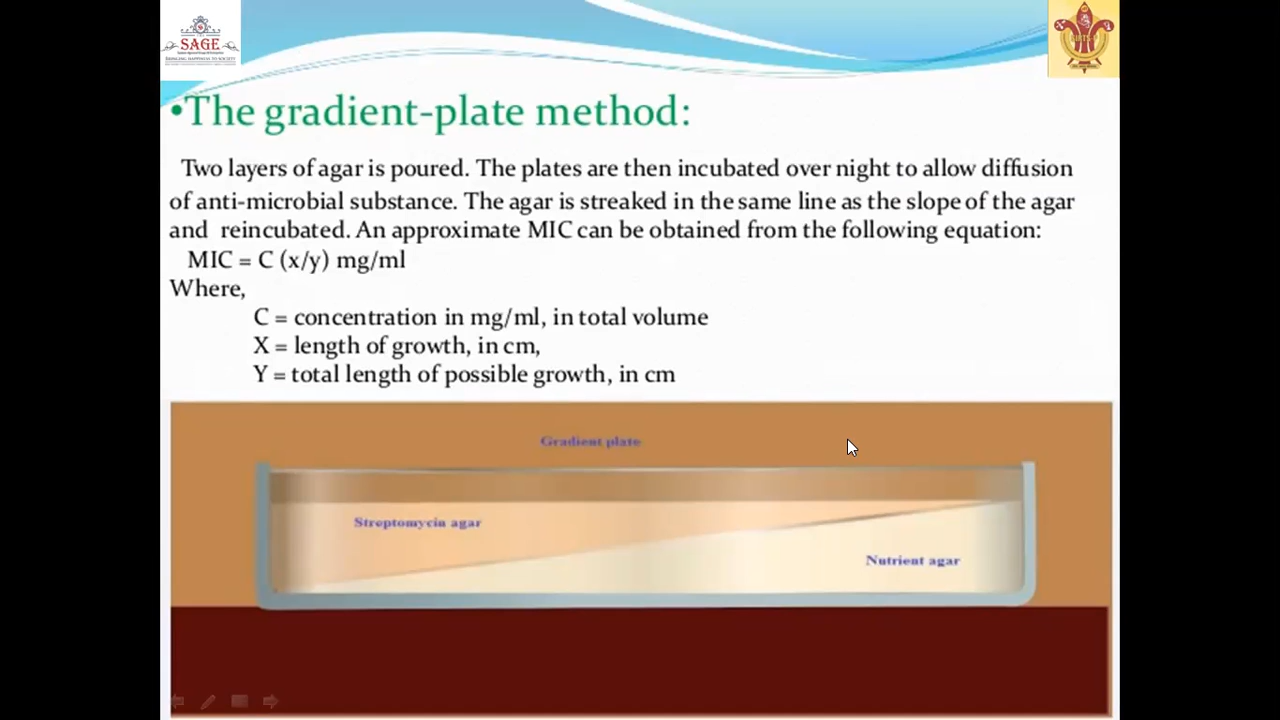 SAGE
•The gradient-plate method:
Two layers of agar is poured. The plates are then incubated over night to allow diffusion
of anti-microbial substance. The agar is streaked in the same line as the slope of the agar
and reincubated. An approximate MIC can be obtained from the following equation:
MIC = C (x/y) mg/ml
Where,
C = concentration in mg/ml, in total volume
X = length of growth, in cm,
Y = total length of possible growth, in cm
Gradient plate
Streptomycin agar
Nutrient agar